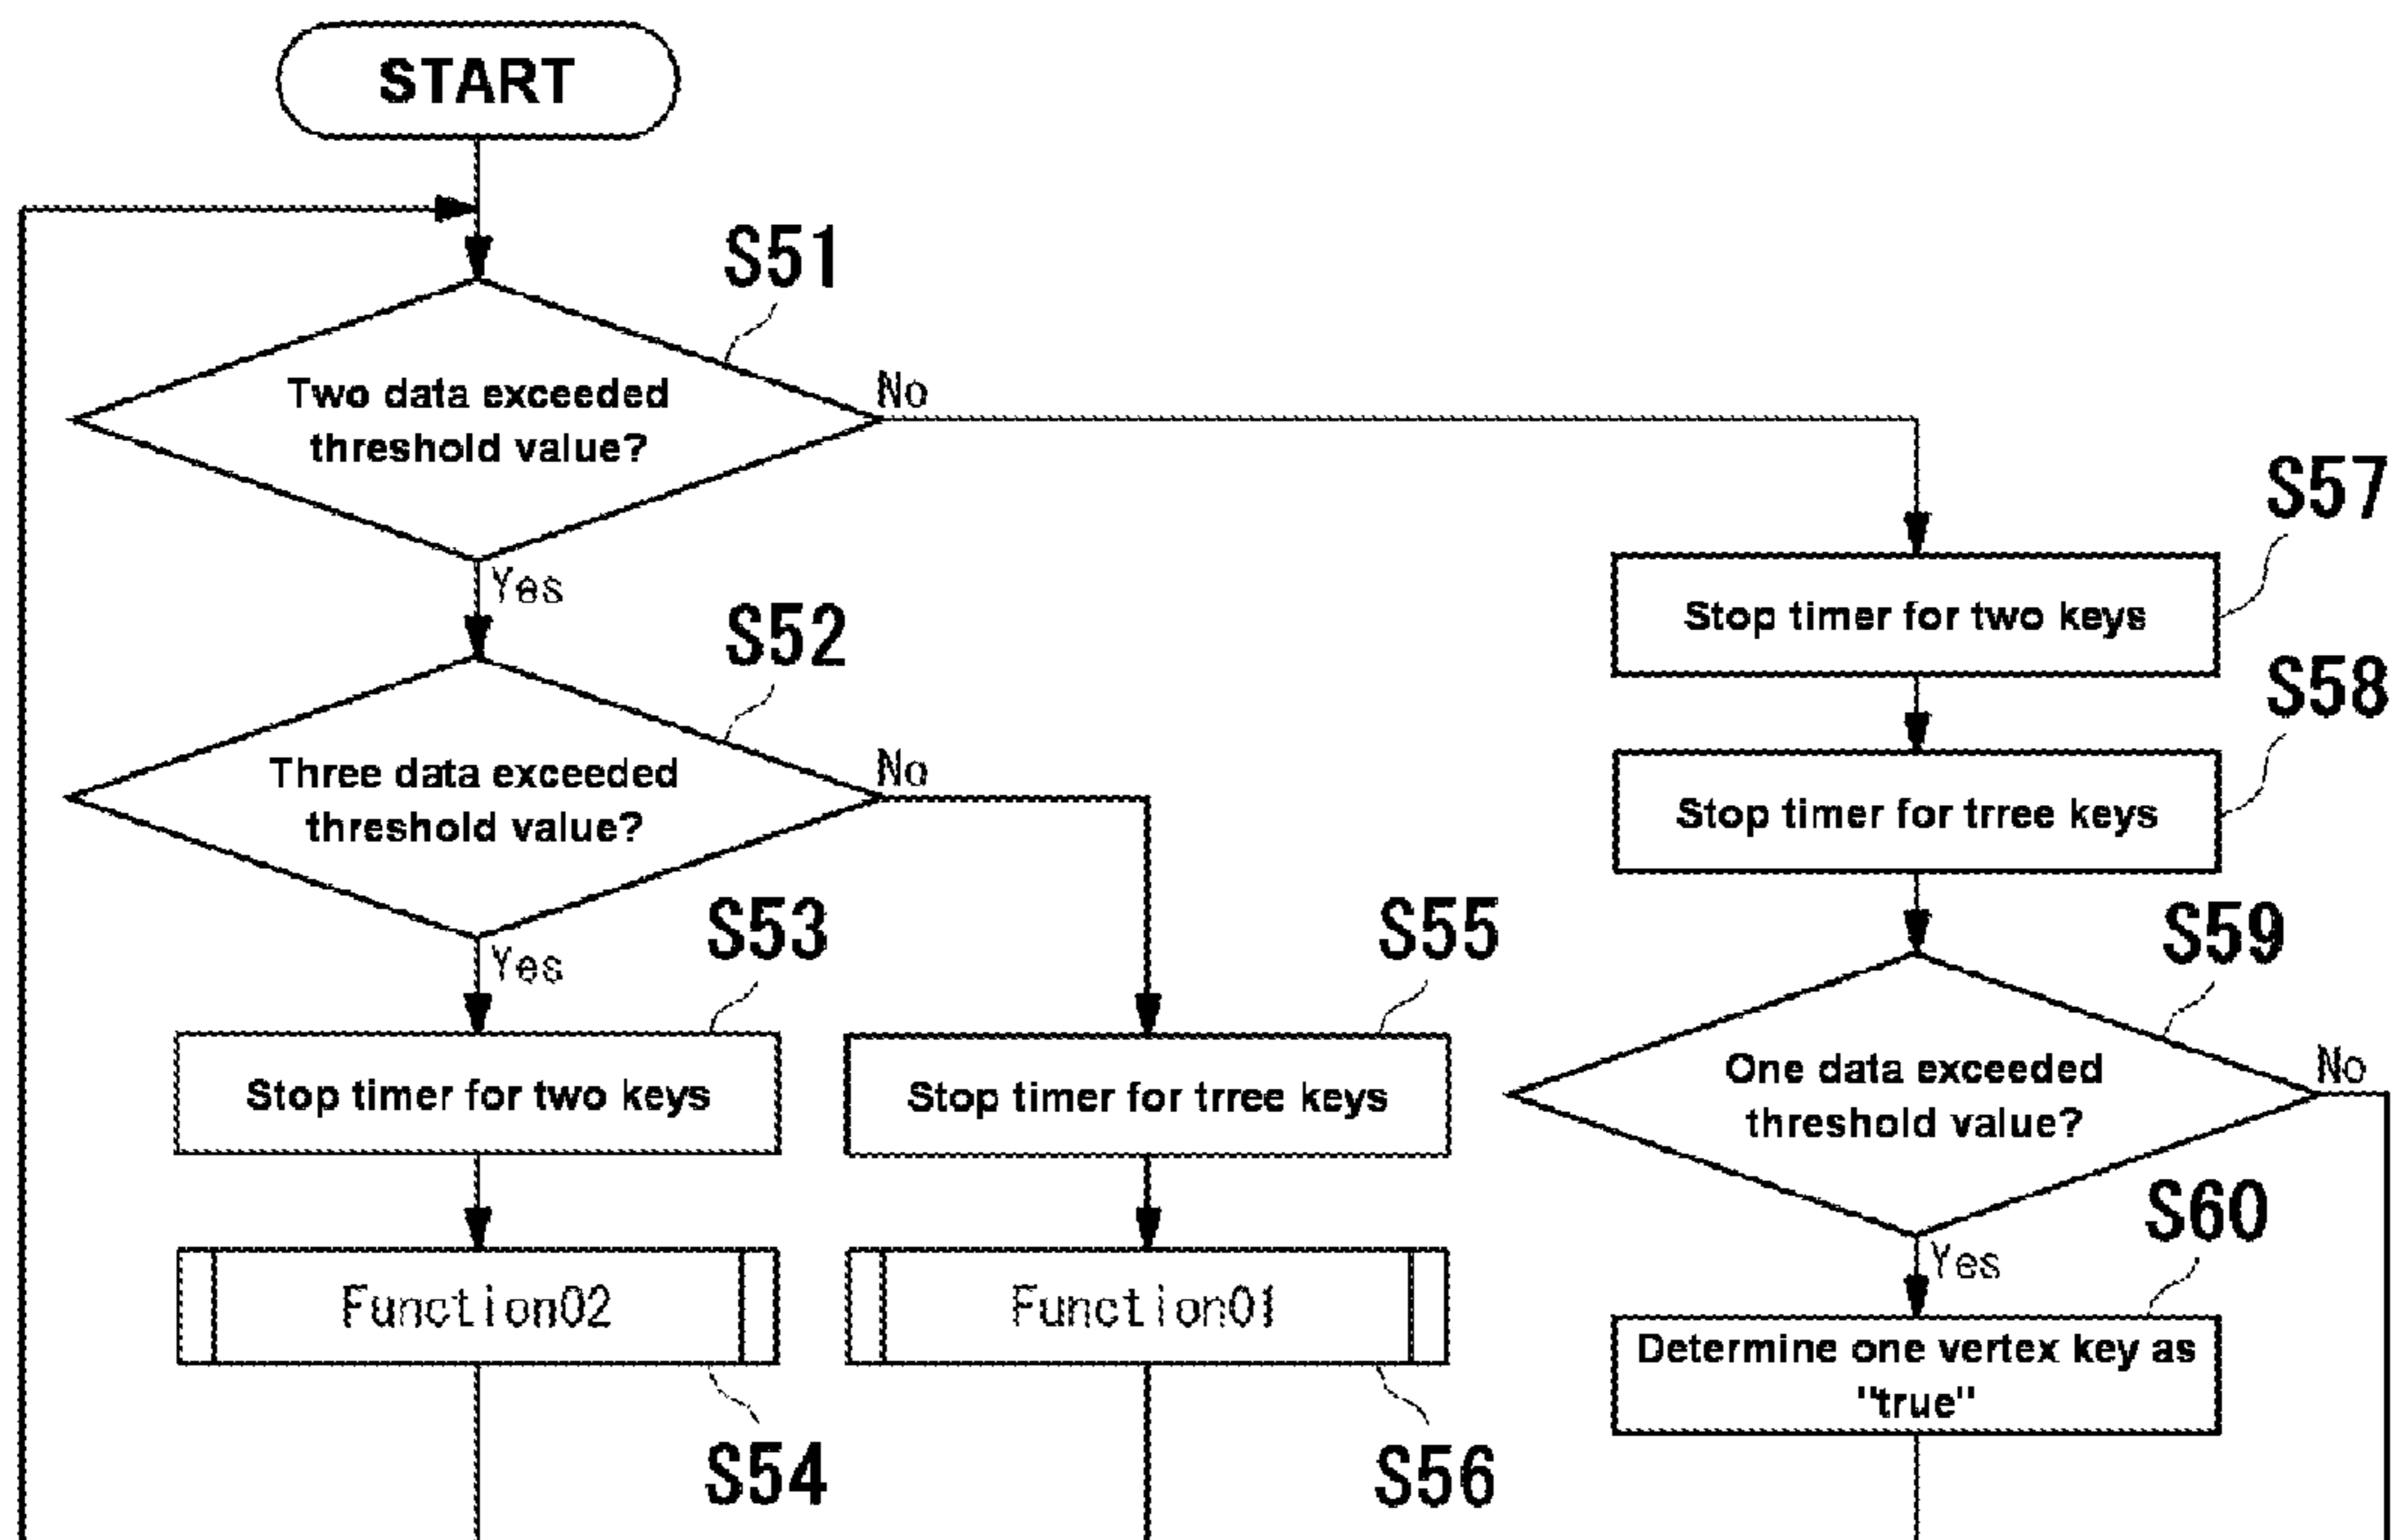 START
S51
Two data exceeded
threshold value?
No
Yes
S57
Stop timer for two keys
S52
Three data exceeded
threshold value?
No
Yes
S58
Stop timer for trree keys
S53
Stop timer for two keys
S55
Stop timer for trree keys
S59
One data exceeded
threshold value?
No
Yes
S60
Determine one vertex key as
"true"
Function02
S54
Function01
S56